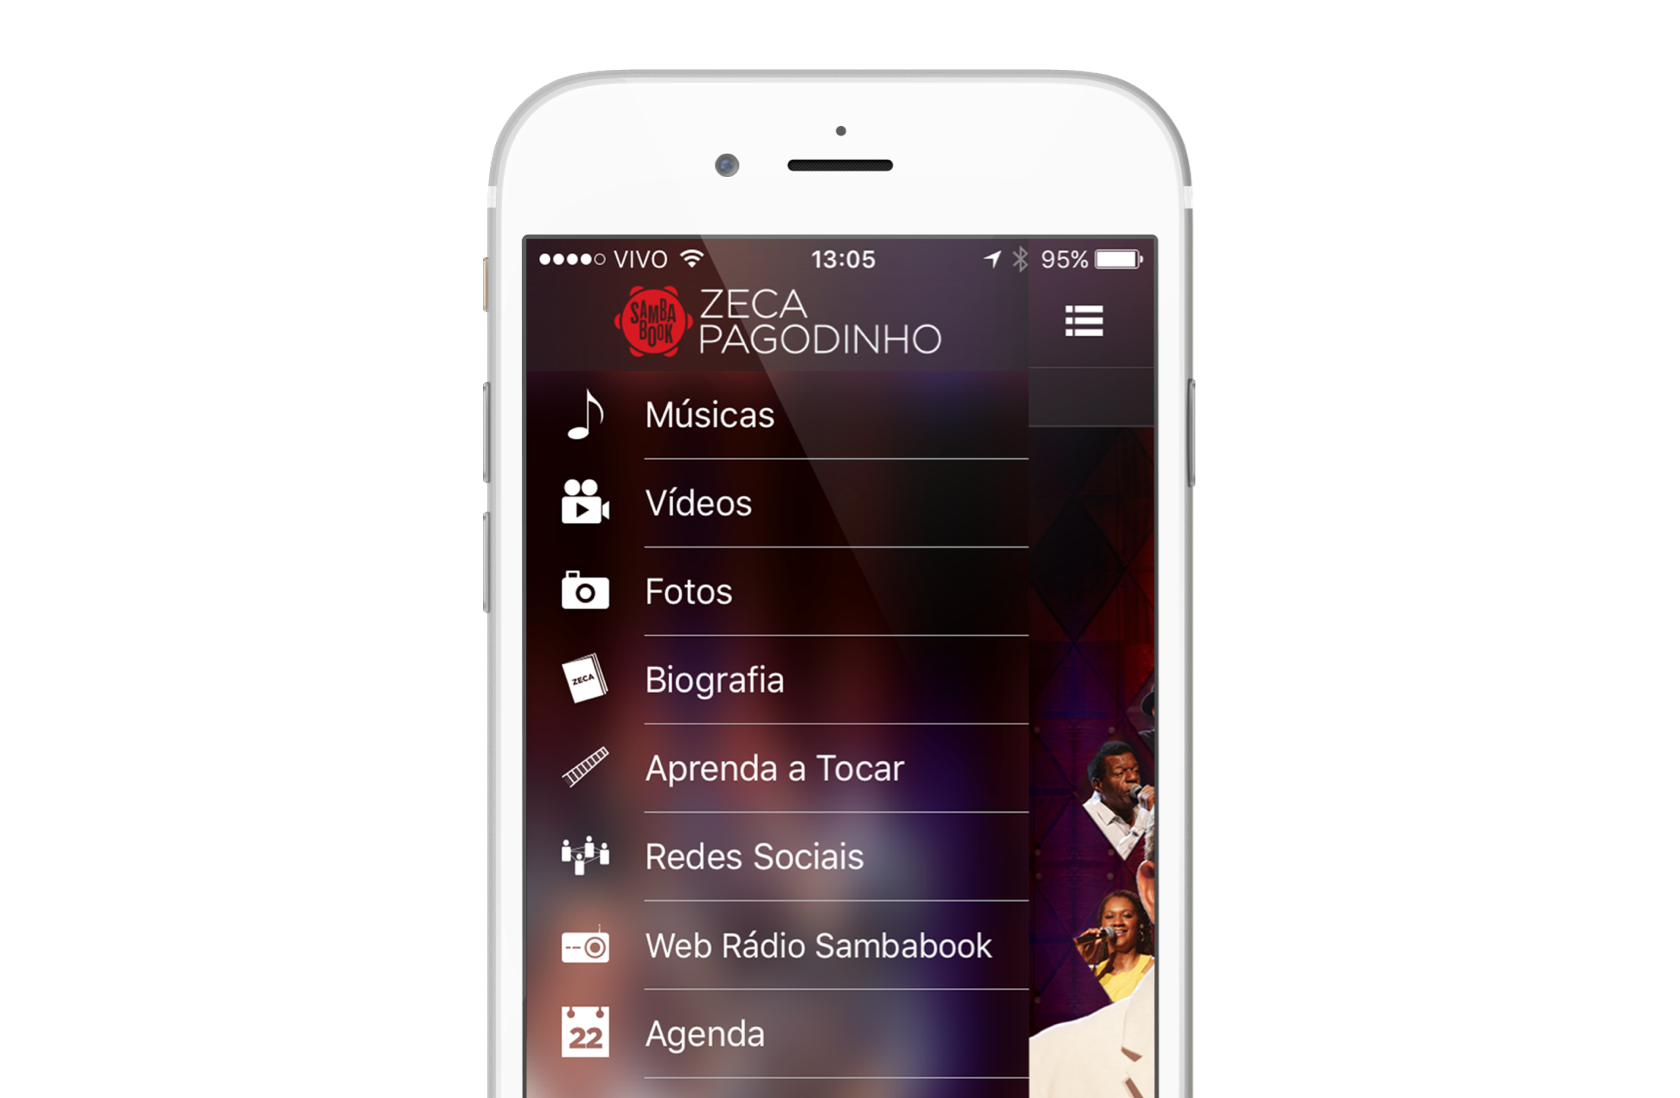 VIVO 13:05 95%
SAMBA
BOOK
ZECA
PAGODINHO
Músicas
Vídeos
Fotos
ZECA
Biografia
Aprenda a Tocar
Redes Sociais
Web Rádio Sambabook
22
Agenda